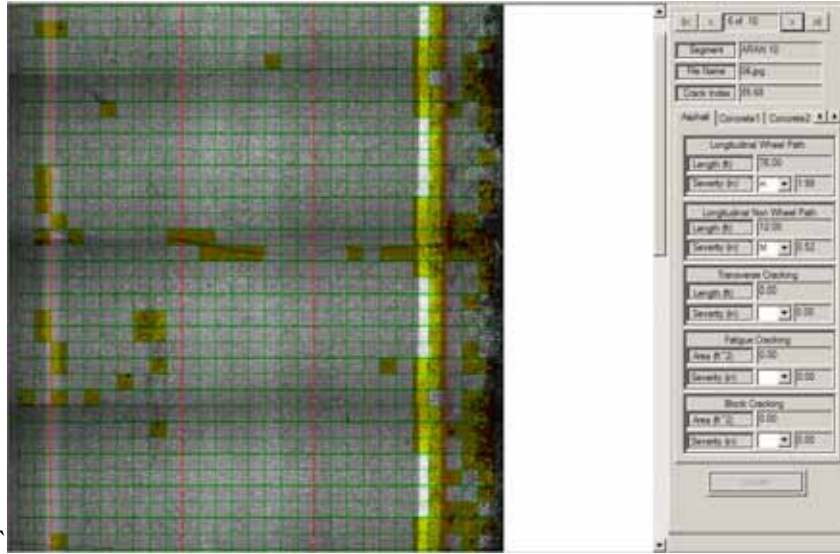 6 of 10
Segment ARAN 10
File Name 04.jpg
Crack Index
Asphalt Concrete1 Concrete2
Longitudinal Wheel Path
Length (ft) 16.00
Severity (in)
Longitudinal Non Wheel Path
Length (ft) 12.00
Severity (in) M 0.52
Transverse Cracking
Length (ft) 0.00
Severity (in) 0.00
Fatigue Cracking
Area (ft^2) 0.00
Severity (in) 0.00
Block Cracking
Area (ft^2) 0.00
Severity (in) 0.00